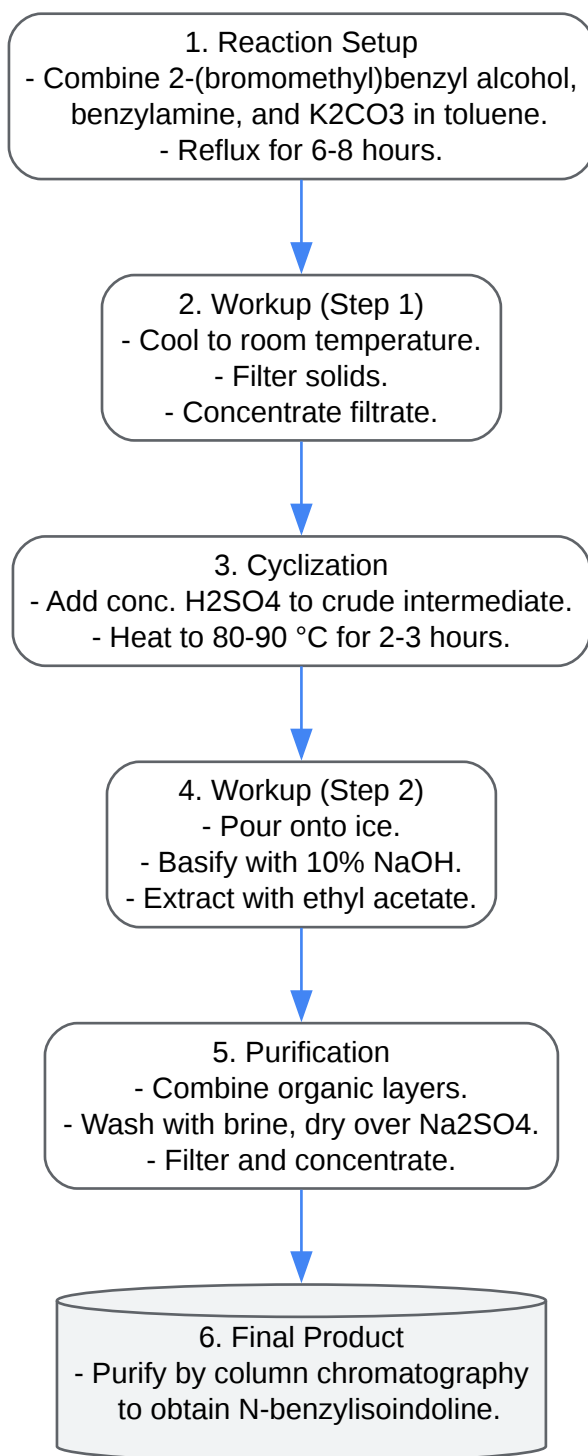 1. Reaction Setup
- Combine 2-(bromomethyl)benzyl alcohol,
benzylamine, and K2CO3 in toluene.
- Reflux for 6-8 hours.
2. Workup (Step 1)
- Cool to room temperature.
- Filter solids.
- Concentrate filtrate.
3. Cyclization
- Add conc. H2SO4 to crude intermediate.
- Heat to 80-90 °C for 2-3 hours.
4. Workup (Step 2)
- Pour onto ice.
- Basify with 10% NaOH.
- Extract with ethyl acetate.
5. Purification
- Combine organic layers.
- Wash with brine, dry over Na2SO4.
- Filter and concentrate.
6. Final Product
- Purify by column chromatography
to obtain N-benzylisoindoline.